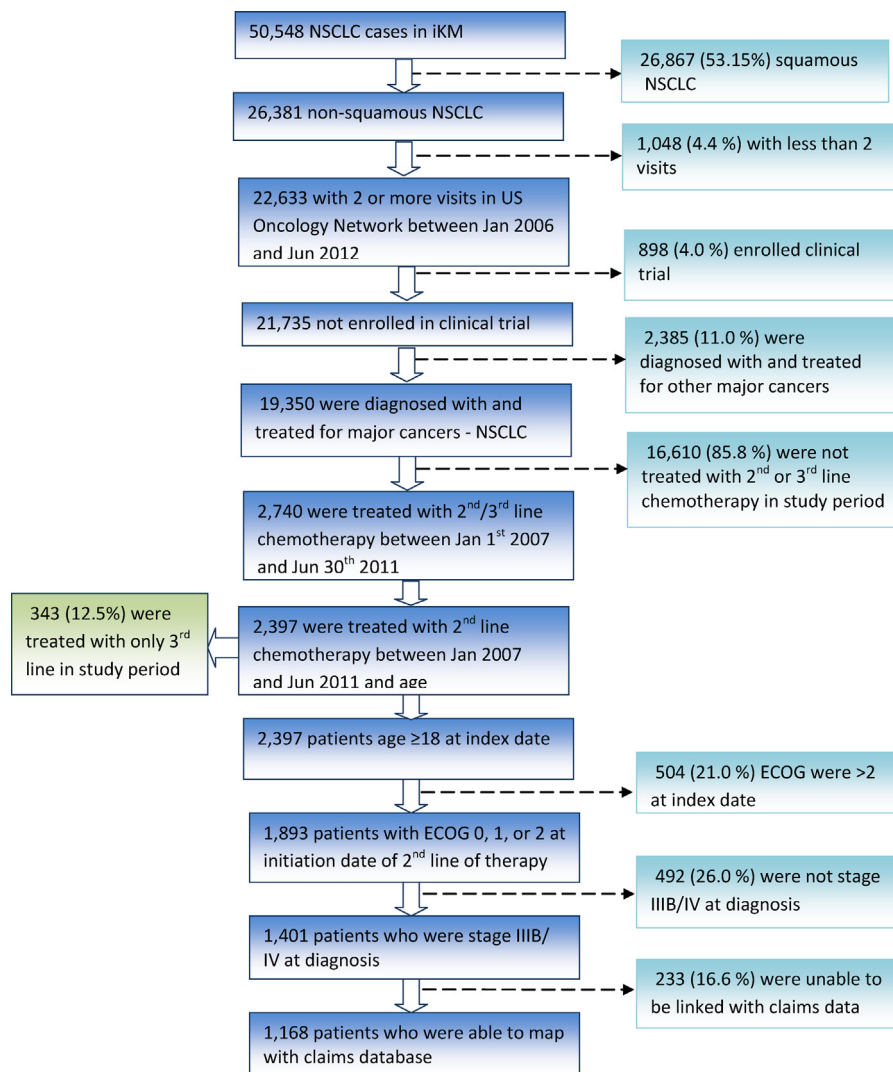 50,548 NSCLC cases in iKM
26,867 (53.15%) squamous
NSCLC
26,381 non-squamous NSCLC
1,048 (4.4 %) with less than 2
visits
22,633 with 2 or more visits in US
Oncology Network between Jan 2006
and Jun 2012
898 (4.0 %) enrolled clinical
trial
21,735 not enrolled in clinical trial
2,385 (11.0 %) were
diagnosed with and treated
for other major cancers
19,350 were diagnosed with and
treated for major cancers - NSCLC
16,610 (85.8 %) were not
treated with 2nd or 3rd line
chemotherapy in study period
2,740 were treated with 2nd/3rd line
chemotherapy between Jan 1st 2007
and Jun 30th 2011
343 (12.5%) were
treated with only 3rd
line in study period
2,397 were treated with 2nd line
chemotherapy between Jan 2007
and Jun 2011 and age
2,397 patients age ≥18 at index date
504 (21.0 %) ECOG were >2
at index date
1,893 patients with ECOG 0, 1, or 2 at
initiation date of 2nd line of therapy
492 (26.0 %) were not stage
IIIB/IV at diagnosis
1,401 patients who were stage IIIB/
IV at diagnosis
233 (16.6 %) were unable to
be linked with claims data
1,168 patients who were able to map
with claims database